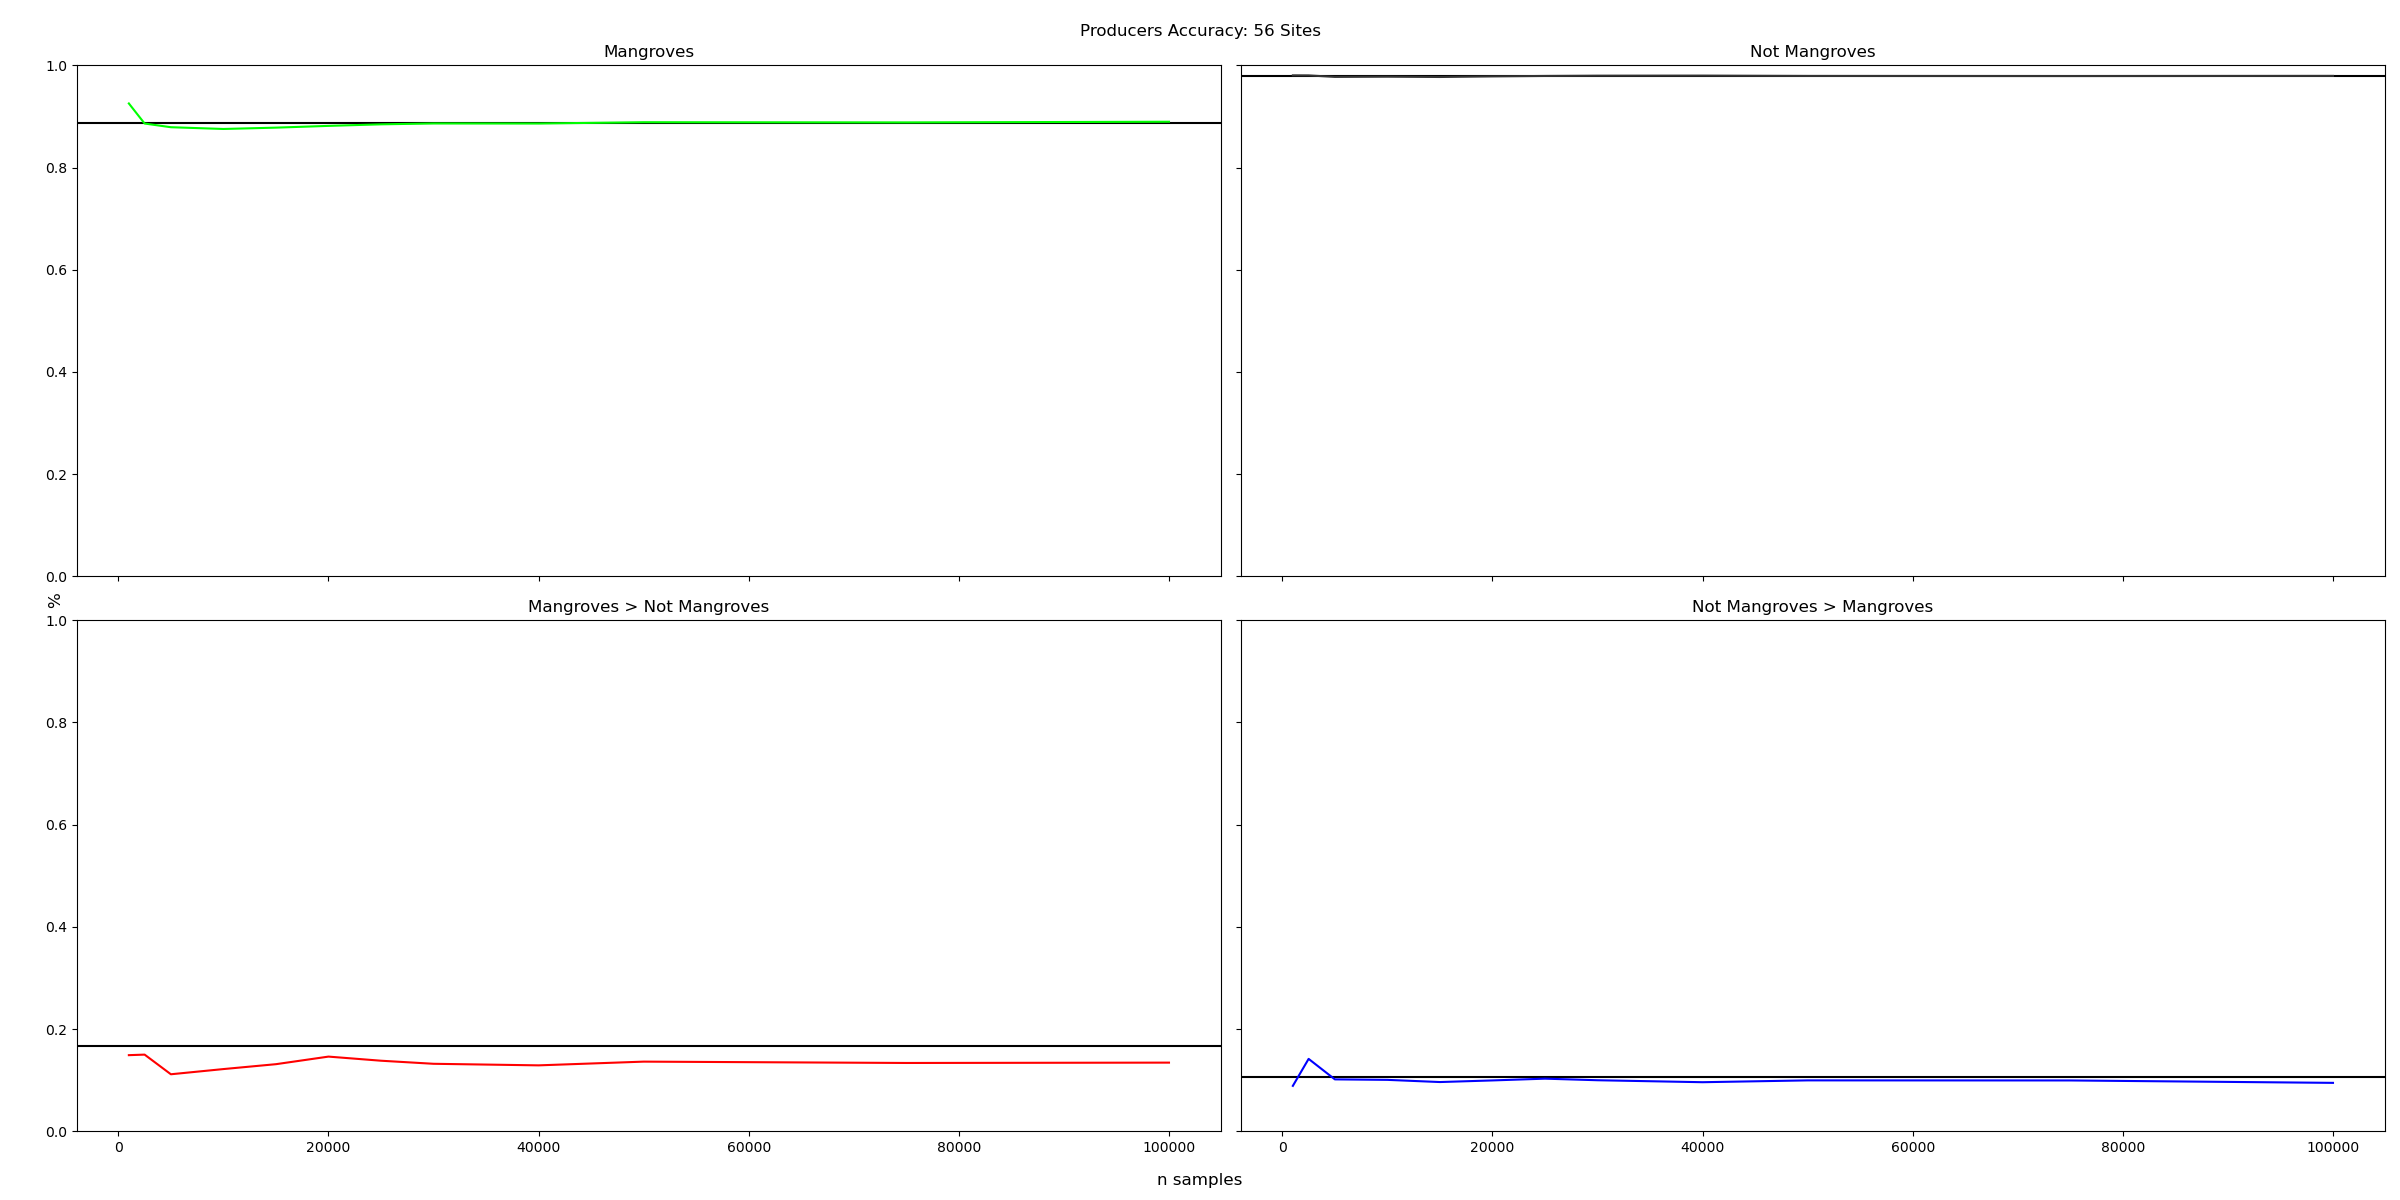 Producers Accuracy: 56 Sites
Mangroves
Not Mangroves
1.0
0.8
0.6
0.4
0.2
0.0
%
Mangroves > Not Mangroves
Not Mangroves > Mangroves
1.0
0.8
0.6
0.4
0.2
0.0
0 20000 40000 60000 80000 100000
0 20000 40000 60000 80000 100000
n samples